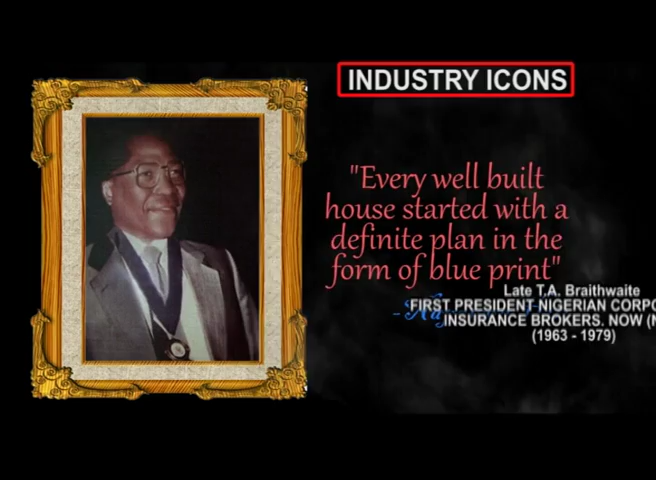 INDUSTRY ICONS
"Every well built
house started with a
definite plan in the
form of blue print"
Late T.A. Braithwaite
FIRST PRESIDENT NIGERIAN CORPO
INSURANCE BROKERS. NOW (N
(1963 - 1979)